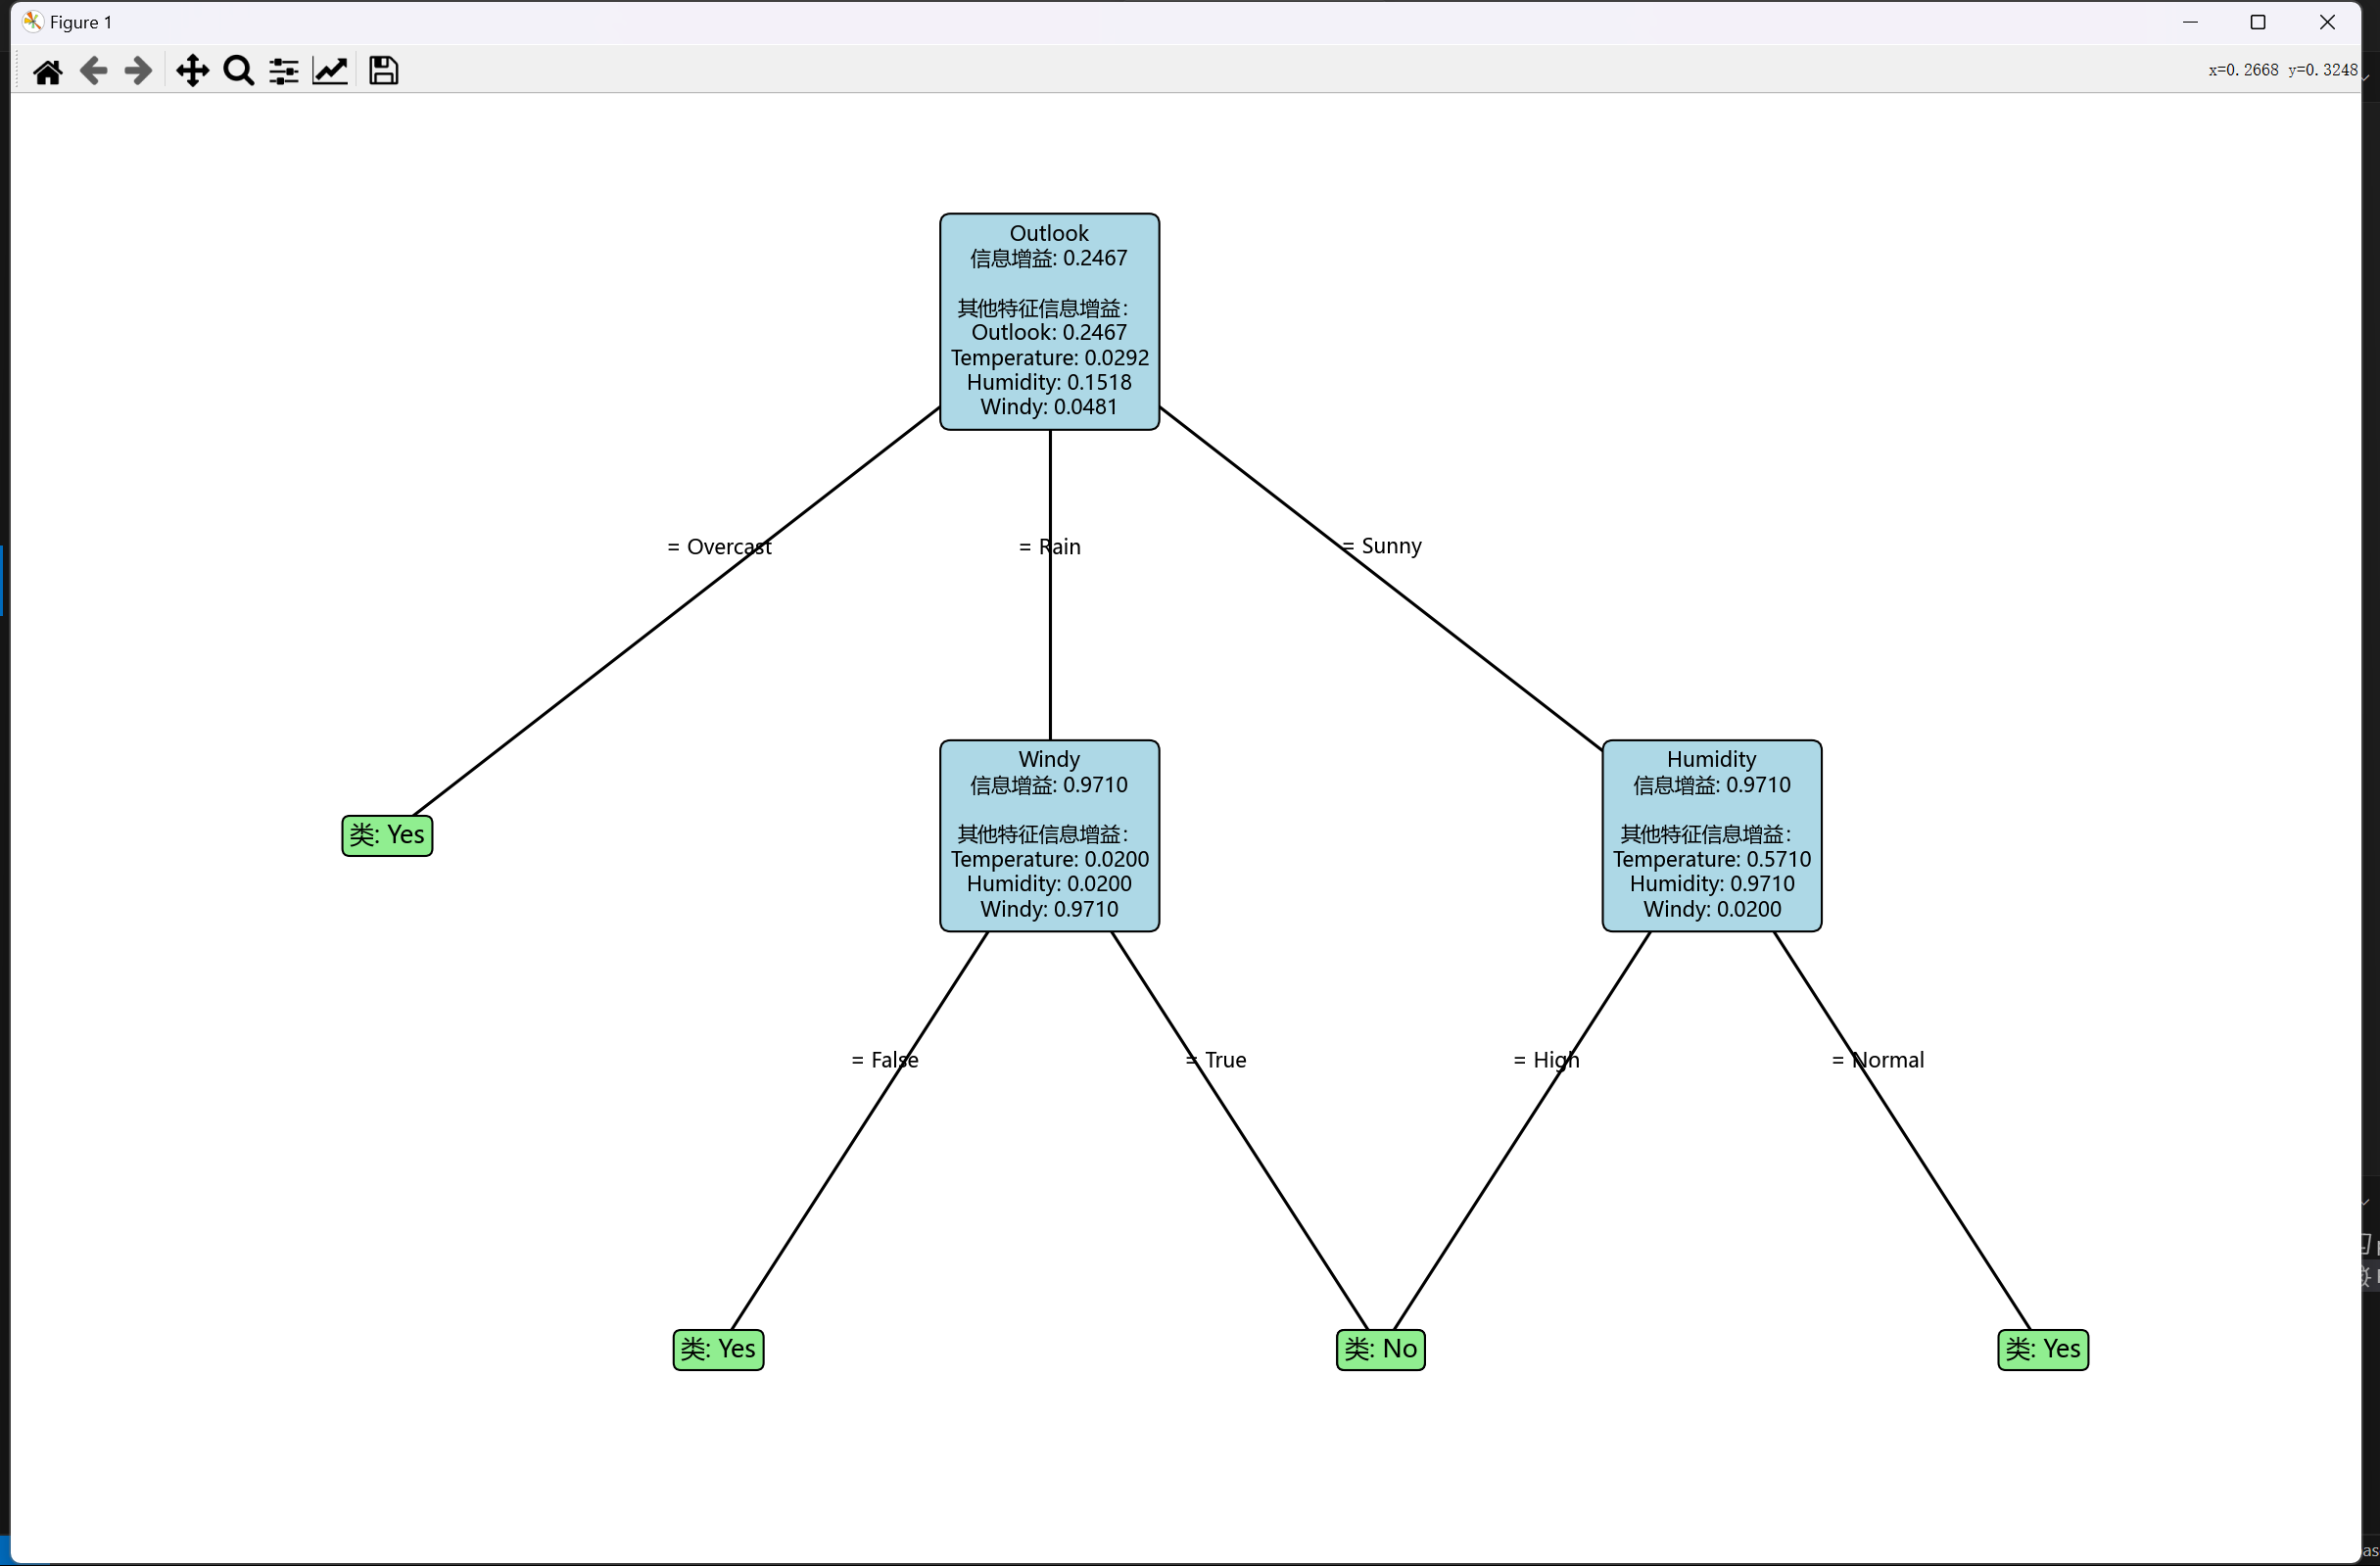 Figure 1
x=0.2668 y=0.3248
Outlook
信息增益: 0.2467
其他特征信息增益：
Outlook: 0.2467
Temperature: 0.0292
Humidity: 0.1518
Windy: 0.0481
= Overcast
= Rain
= Sunny
类: Yes
Windy
信息增益: 0.9710
其他特征信息增益：
Temperature: 0.0200
Humidity: 0.0200
Windy: 0.9710
Humidity
信息增益: 0.9710
其他特征信息增益：
Temperature: 0.5710
Humidity: 0.9710
Windy: 0.0200
= False
= True
= High
= Normal
类: Yes
类: No
类: Yes